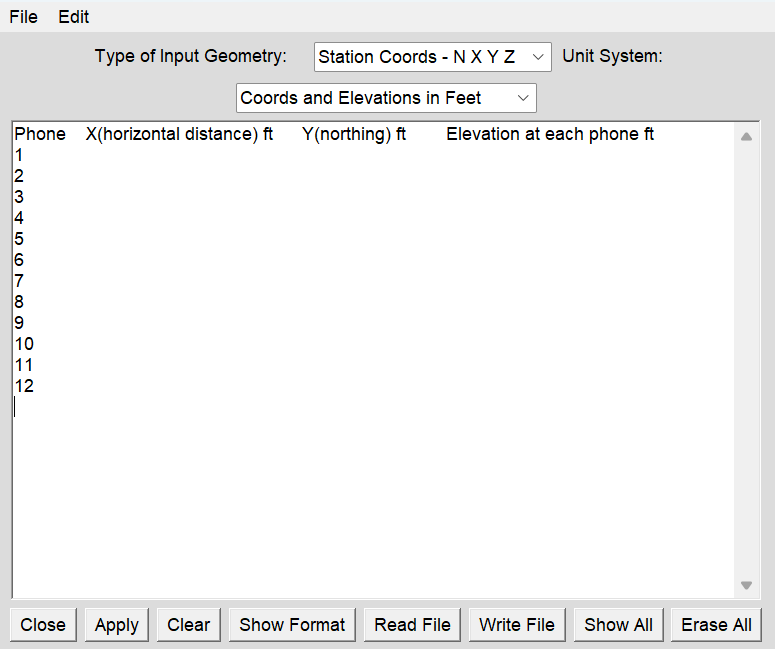 File Edit
Type of Input Geometry: Station Coords - N X Y Z Unit System:
Coords and Elevations in Feet
Phone X(horizontal distance) ft Y(northing) ft Elevation at each phone ft
1
2
3
4
5
6
7
8
9
10
11
12
Close Apply Clear Show Format Read File Write File Show All Erase All